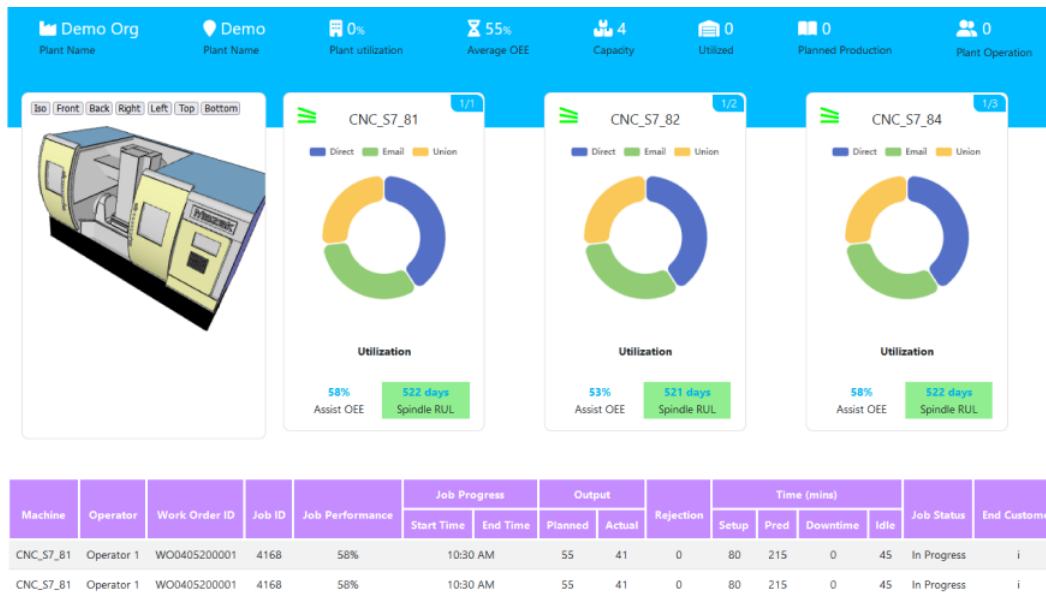 Demo Org
Plant Name
Demo
Plant Name
0%
Plant utilization
55%
Average OEE
4
Capacity
0
Utilized
0
Planned Production
0
Plant Operation
Iso Front Back Right Left Top Bottom
Mazak
1/1
CNC_S7_81
Direct Email Union
Utilization
58%
Assist OEE
522 days
Spindle RUL
1/2
CNC_S7_82
Direct Email Union
Utilization
53%
Assist OEE
521 days
Spindle RUL
1/3
CNC_S7_84
Direct Email Union
Utilization
58%
Assist OEE
522 days
Spindle RUL
Job Progress Output Time (mins)
Machine Operator Work Order ID Job ID Job Performance Rejection Job Status End Custome
Start Time End Time Planned Actual Setup Pred Downtime Idle
CNC_S7_81 Operator 1 WO0405200001 4168 58% 10:30 AM 55 41 0 80 215 0 45 In Progress i
CNC_S7_81 Operator 1 WO0405200001 4168 58% 10:30 AM 55 41 0 80 215 0 45 In Progress i